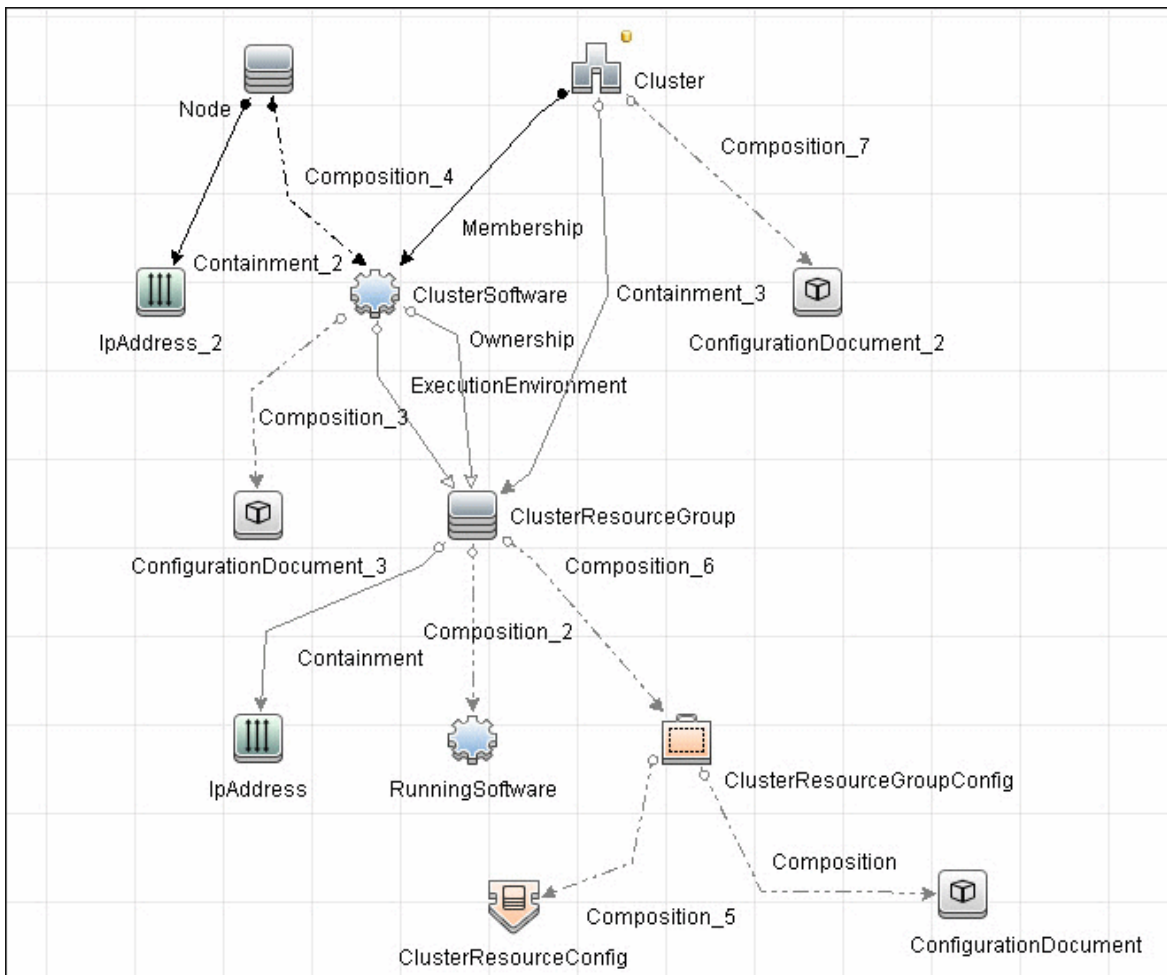 Cluster
Node
Composition_7
Composition_4
Membership
Containment_2
ClusterSoftware
Containment_3
IpAddress_2
Ownership
ConfigurationDocument_2
ExecutionEnvironment
Composition_3
ClusterResourceGroup
ConfigurationDocument_3
Composition_6
Composition_2
Containment
IpAddress
RunningSoftware
ClusterResourceGroupConfig
Composition
Composition_5
ConfigurationDocument
ClusterResourceConfig